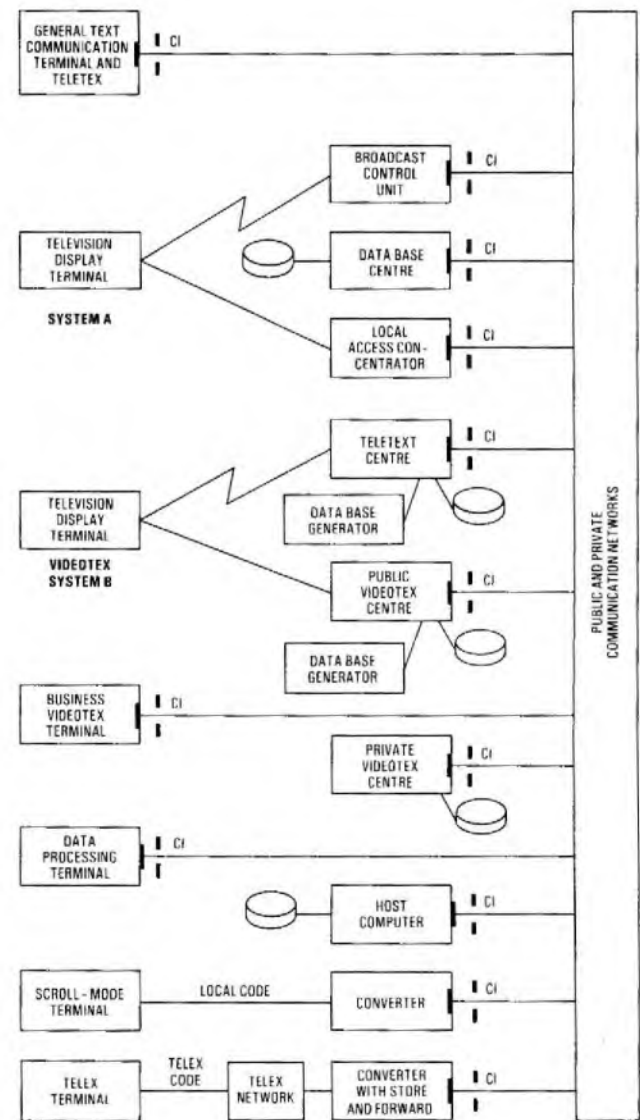 GENERAL TEXT
COMMUNICATION
TERMINAL AND
TELETEX
CI
BROADCAST
CONTROL
UNIT
CI
TELEVISION
DISPLAY
TERMINAL
SYSTEM A
DATA BASE
CENTRE
CI
LOCAL
ACCESS CON-
CENTRATOR
CI
TELETEXT
CENTRE
CI
DATA BASE
GENERATOR
TELEVISION
DISPLAY
TERMINAL
VIDEOTEX
SYSTEM B
PUBLIC
VIDEOTEX
CENTRE
CI
DATA BASE
GENERATOR
BUSINESS
VIDEOTEX
TERMINAL
CI
PRIVATE
VIDEOTEX
CENTRE
CI
DATA
PROCESSING
TERMINAL
CI
HOST
COMPUTER
CI
SCROLL - MODE
TERMINAL
LOCAL CODE
CONVERTER
CI
TELEX
TERMINAL
TELEX
CODE
TELEX
NETWORK
CONVERTER
WITH STORE
AND FORWARD
CI
PUBLIC AND PRIVATE
COMMUNICATION NETWORKS